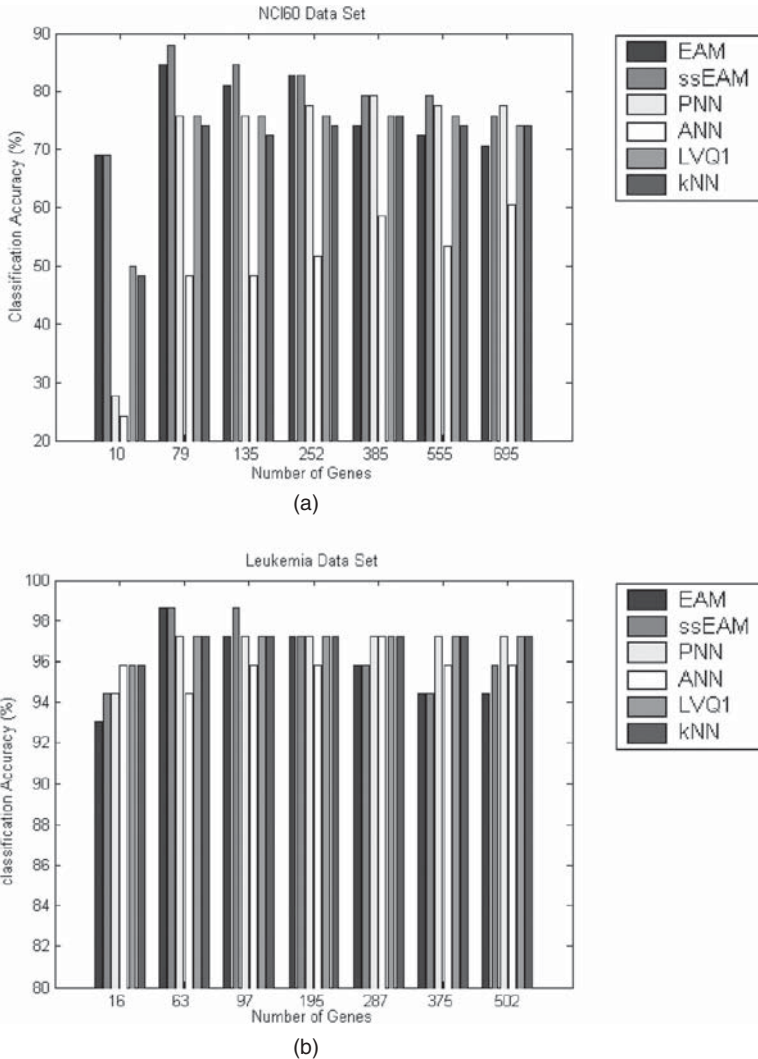 NCI60 Data Set
90
80
70
60
50
40
30
20
Classification Accuracy (%)
10 79 135 252 385 555 695
Number of Genes
EAM
ssEAM
PNN
ANN
LVQ1
kNN
(a)
Leukemia Data Set
100
98
96
94
92
90
88
86
84
82
80
classification Accuracy (%)
16 63 97 195 287 375 502
Number of Genes
EAM
ssEAM
PNN
ANN
LVQ1
kNN
(b)